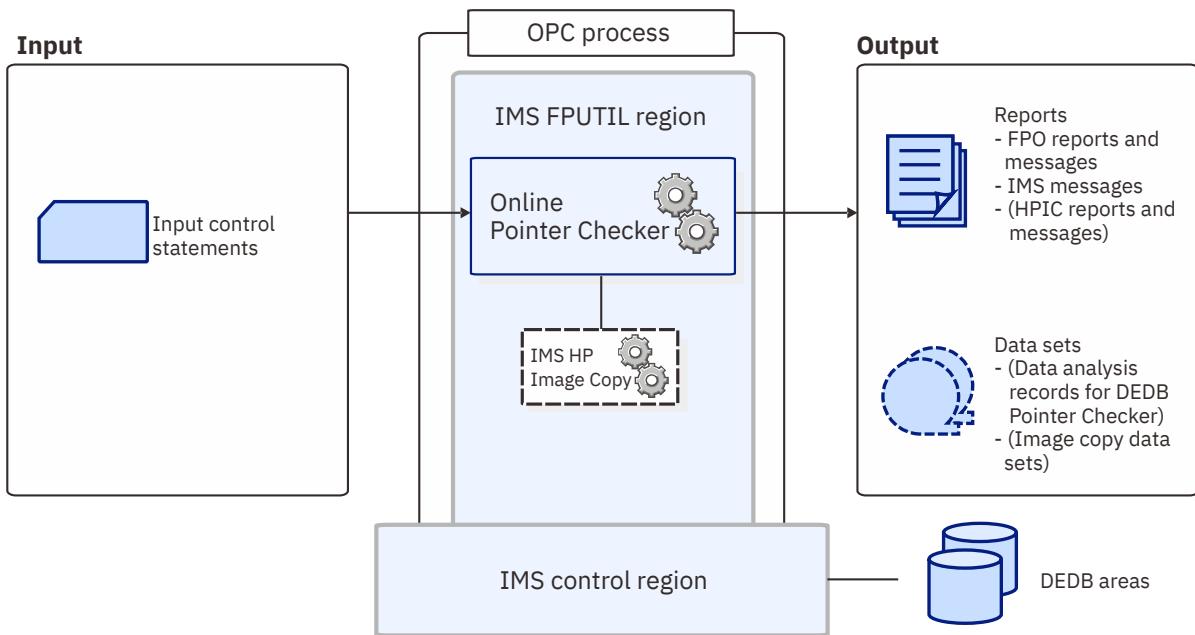 Input
Input control
statements
OPC process
IMS FPUTIL region
Online
Pointer Checker
IMS HP
Image Copy
IMS control region
Output
Reports
- FPO reports and
messages
- IMS messages
- (HPIC reports and
messages)
Data sets
- (Data analysis
records for DEDB
Pointer Checker)
- (Image copy data
sets)
DEDB areas